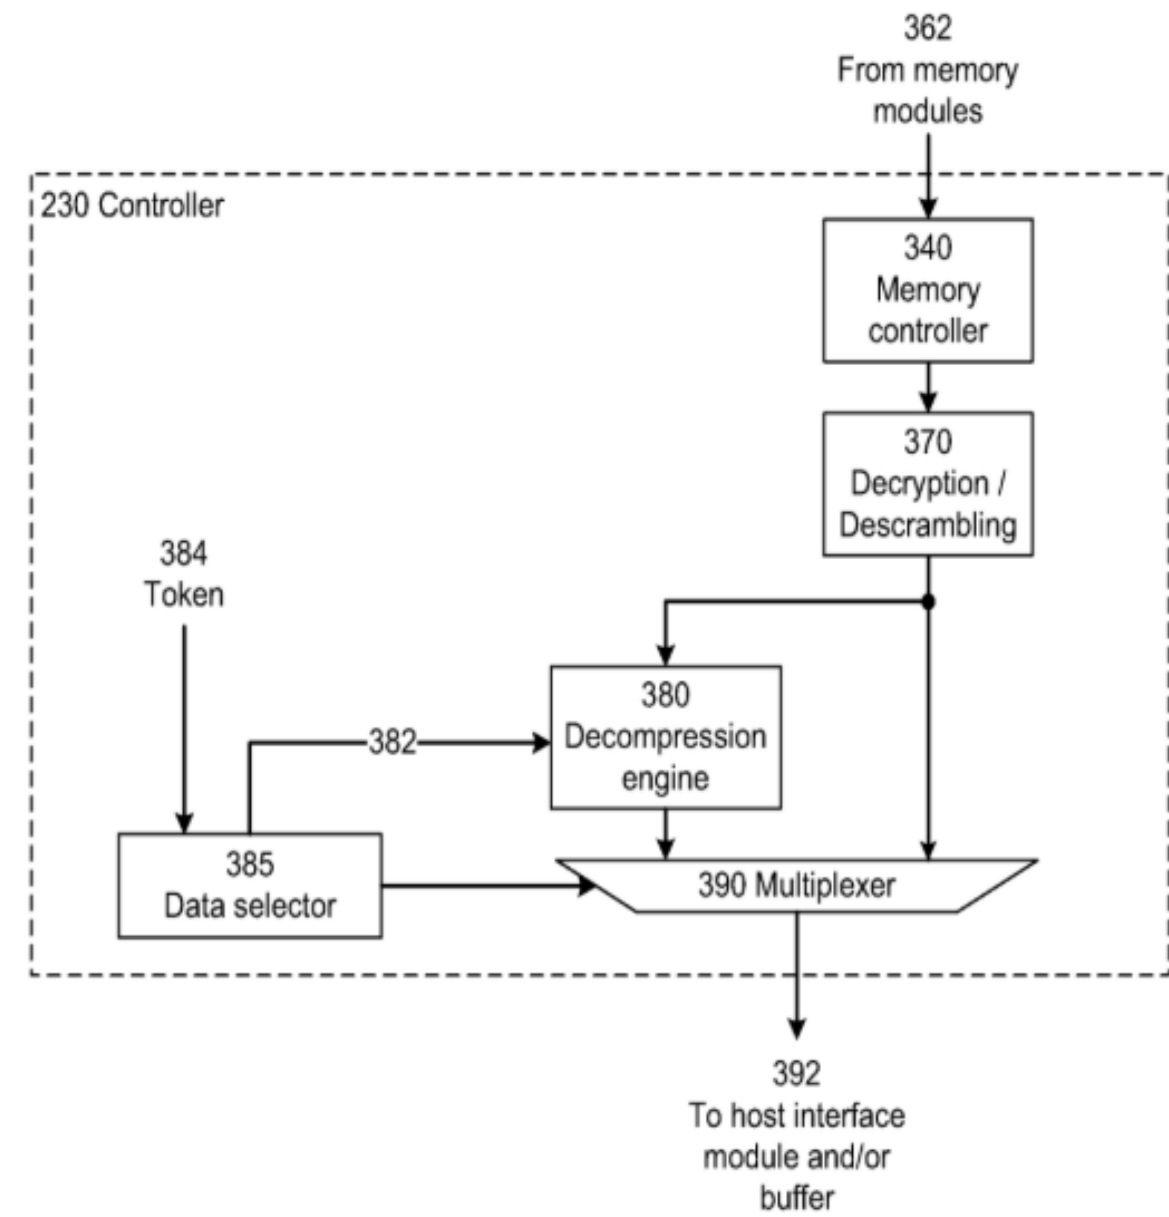 362
From memory
modules
230 Controller
340
Memory
controller
370
Decryption /
Descrambling
384
Token
380
Decompression
engine
382
385
Data selector
390 Multiplexer
392
To host interface
module and/or
buffer